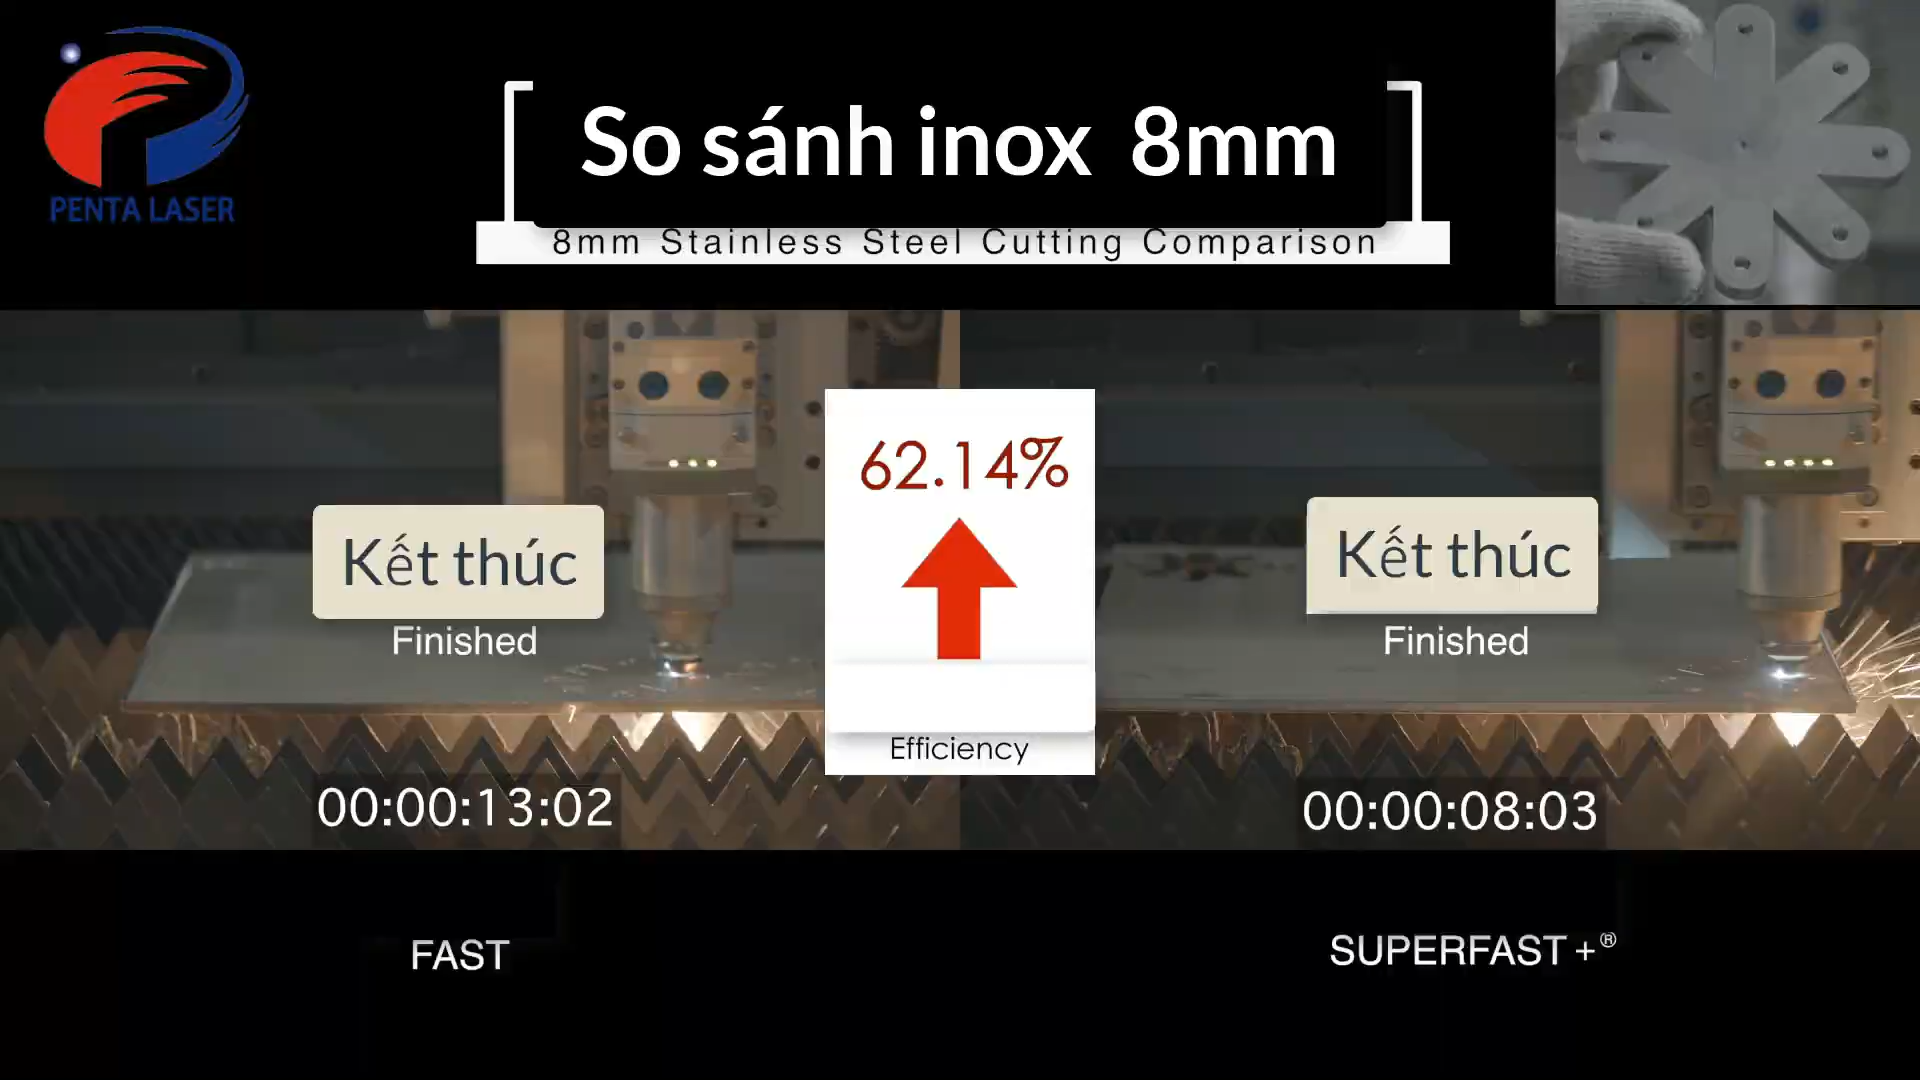 PENTA LASER
So sánh inox 8mm
8mm Stainless Steel Cutting Comparison
62.14%
Kết thúc
Finished
Kết thúc
Finished
Efficiency
00:00:13:02
00:00:08:03
FAST
SUPERFAST +®